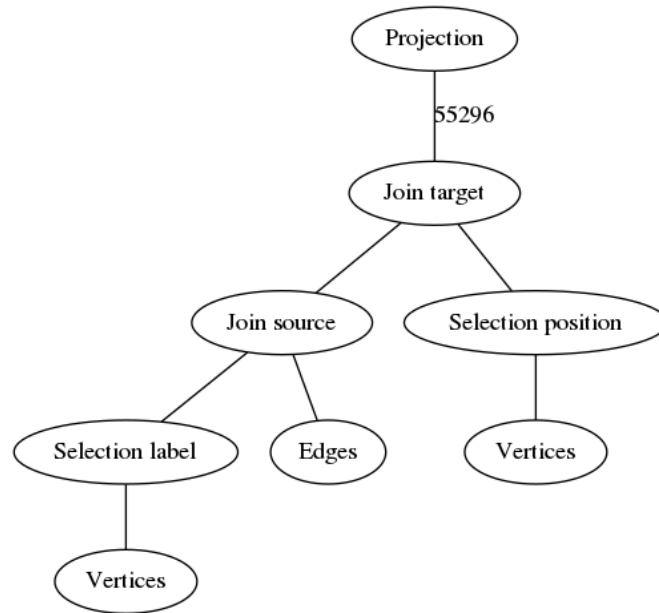 Projection
55296
Join target
Join source
Selection position
Selection label
Edges
Vertices
Vertices